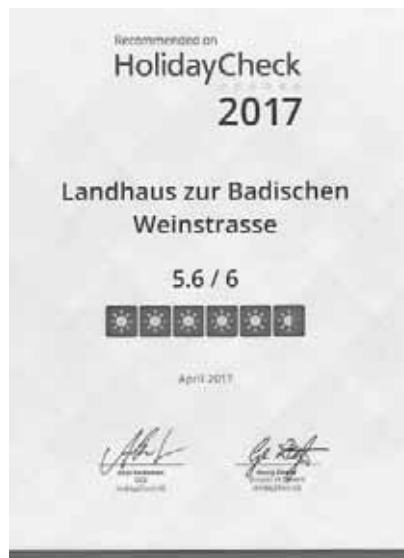 Recommended on
HolidayCheck
2017
Landhaus zur Badischen
Weinstrasse
5.6 / 6
April 2017